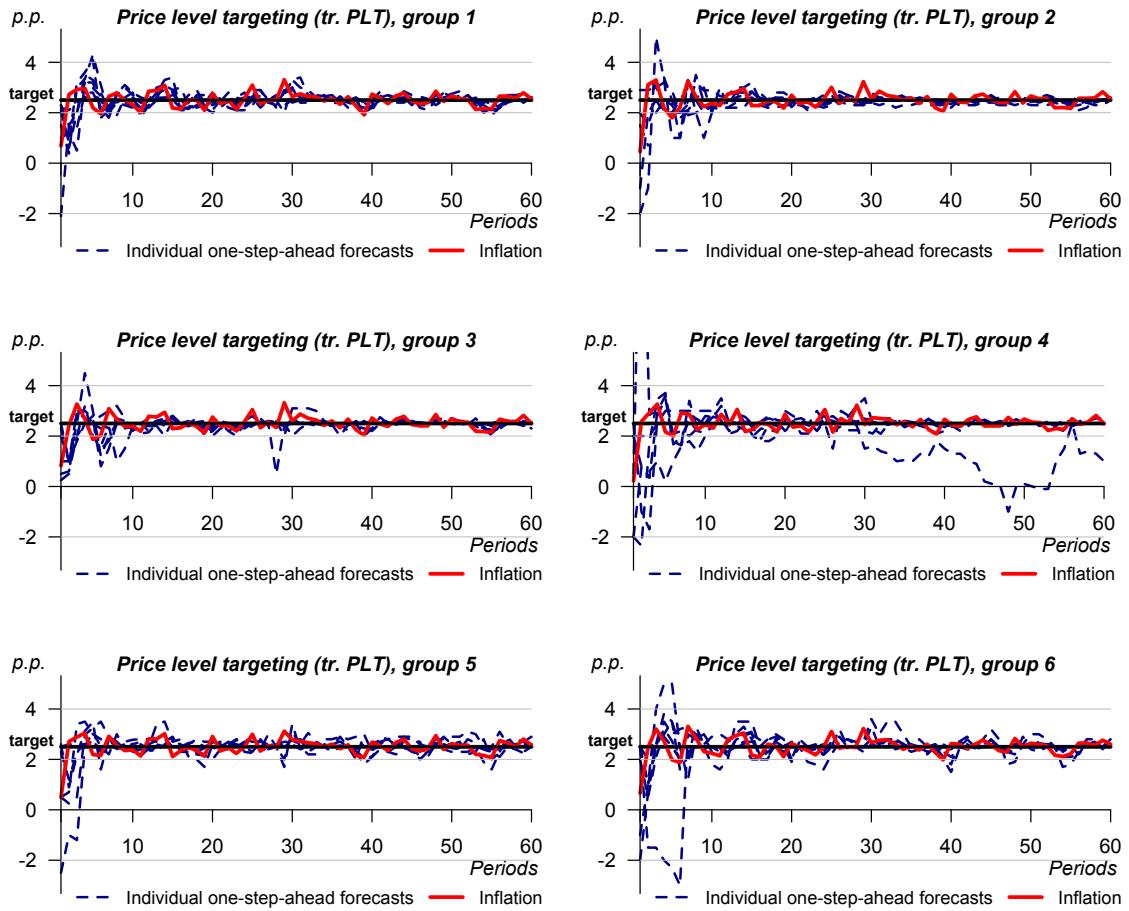 p.p. Price level targeting (tr. PLT), group 1
4
target
2
0
-2
10 20 30 40 50 60
Periods
Individual one-step-ahead forecasts Inflation
p.p. Price level targeting (tr. PLT), group 2
4
target
2
0
-2
10 20 30 40 50 60
Periods
Individual one-step-ahead forecasts Inflation
p.p. Price level targeting (tr. PLT), group 3
4
target
2
0
-2
10 20 30 40 50 60
Periods
Individual one-step-ahead forecasts Inflation
p.p. Price level targeting (tr. PLT), group 4
4
target
2
0
-2
10 20 30 40 50 60
Periods
Individual one-step-ahead forecasts Inflation
p.p. Price level targeting (tr. PLT), group 5
4
target
2
0
-2
10 20 30 40 50 60
Periods
Individual one-step-ahead forecasts Inflation
p.p. Price level targeting (tr. PLT), group 6
4
target
2
0
-2
10 20 30 40 50 60
Periods
Individual one-step-ahead forecasts Inflation